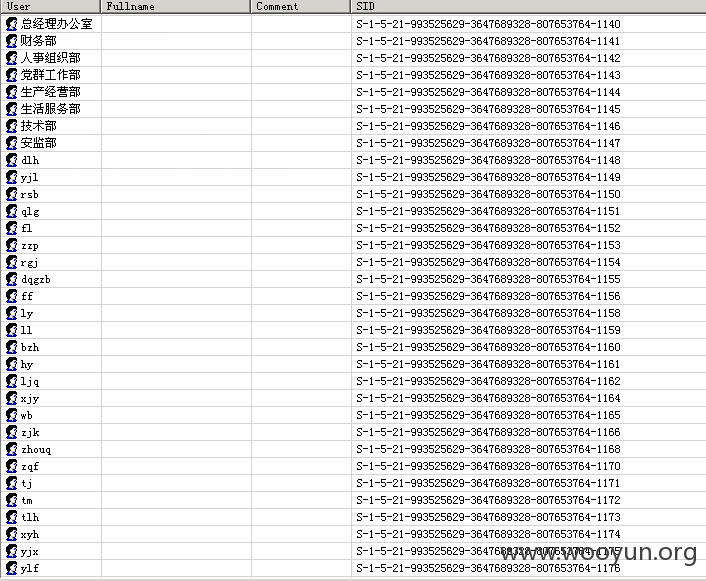 User Fullname Comment SID
总经理办公室 S-1-5-21-993525629-3647689328-807653764-1140
财务部 S-1-5-21-993525629-3647689328-807653764-1141
人事组织部 S-1-5-21-993525629-3647689328-807653764-1142
党群工作部 S-1-5-21-993525629-3647689328-807653764-1143
生产经营部 S-1-5-21-993525629-3647689328-807653764-1144
生活服务部 S-1-5-21-993525629-3647689328-807653764-1145
技术部 S-1-5-21-993525629-3647689328-807653764-1146
安监部 S-1-5-21-993525629-3647689328-807653764-1147
dlh S-1-5-21-993525629-3647689328-807653764-1148
yjl S-1-5-21-993525629-3647689328-807653764-1149
rsb S-1-5-21-993525629-3647689328-807653764-1150
qlg S-1-5-21-993525629-3647689328-807653764-1151
fl S-1-5-21-993525629-3647689328-807653764-1152
zzp S-1-5-21-993525629-3647689328-807653764-1153
rgj S-1-5-21-993525629-3647689328-807653764-1154
dqgzb S-1-5-21-993525629-3647689328-807653764-1155
ff S-1-5-21-993525629-3647689328-807653764-1156
ly S-1-5-21-993525629-3647689328-807653764-1158
ll S-1-5-21-993525629-3647689328-807653764-1159
bzh S-1-5-21-993525629-3647689328-807653764-1160
hy S-1-5-21-993525629-3647689328-807653764-1161
ljq S-1-5-21-993525629-3647689328-807653764-1162
xjy S-1-5-21-993525629-3647689328-807653764-1164
wb S-1-5-21-993525629-3647689328-807653764-1165
zjk S-1-5-21-993525629-3647689328-807653764-1166
zhouq S-1-5-21-993525629-3647689328-807653764-1168
zqf S-1-5-21-993525629-3647689328-807653764-1170
tj S-1-5-21-993525629-3647689328-807653764-1171
tm S-1-5-21-993525629-3647689328-807653764-1172
tlh S-1-5-21-993525629-3647689328-807653764-1173
xyh S-1-5-21-993525629-3647689328-807653764-1174
yjx S-1-5-21-993525629-3647689328-807653764-1175
ylf S-1-5-21-993525629-3647689328-807653764-1176
www.wooyun.org